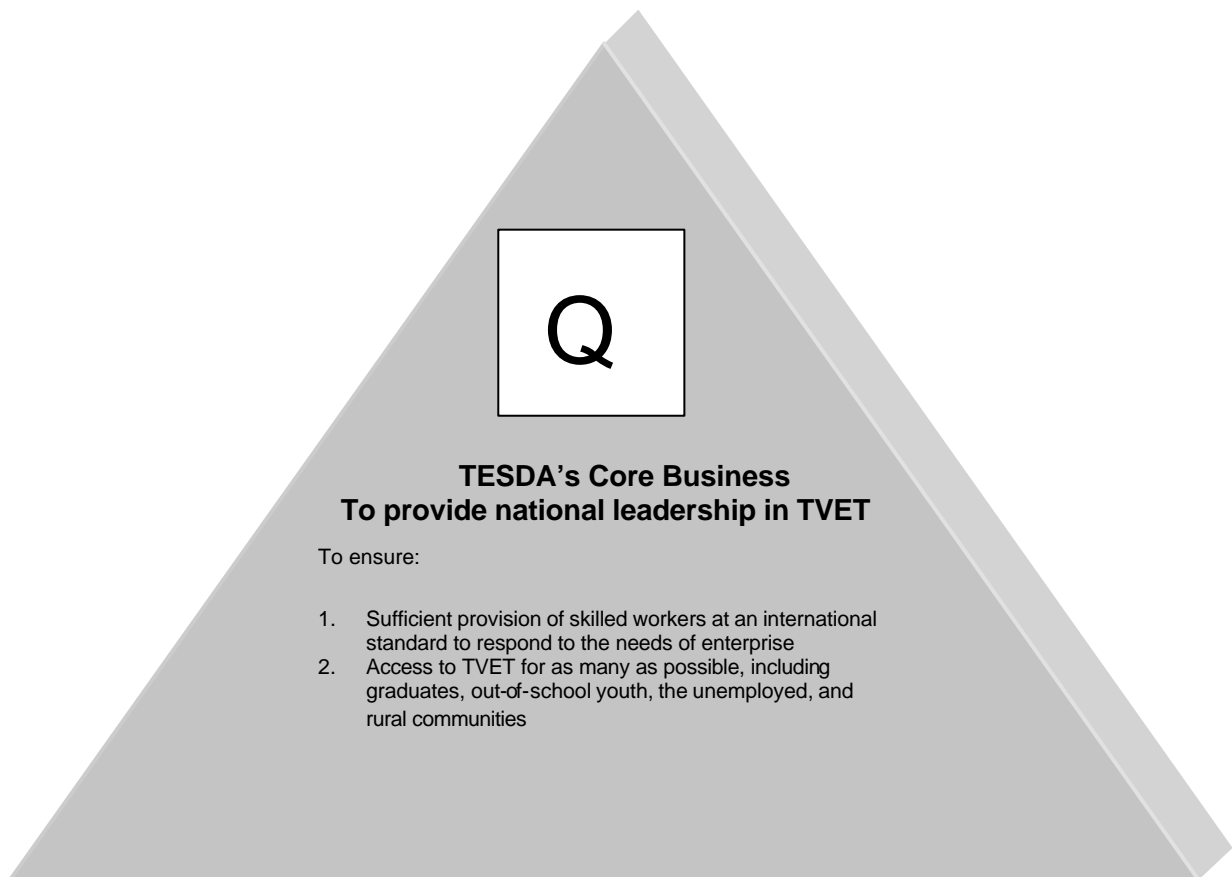 Q
TESDA’s Core Business
To provide national leadership in TVET
To ensure:
1. Sufficient provision of skilled workers at an international
standard to respond to the needs of enterprise
2. Access to TVET for as many as possible, including
graduates, out-of-school youth, the unemployed, and
rural communities